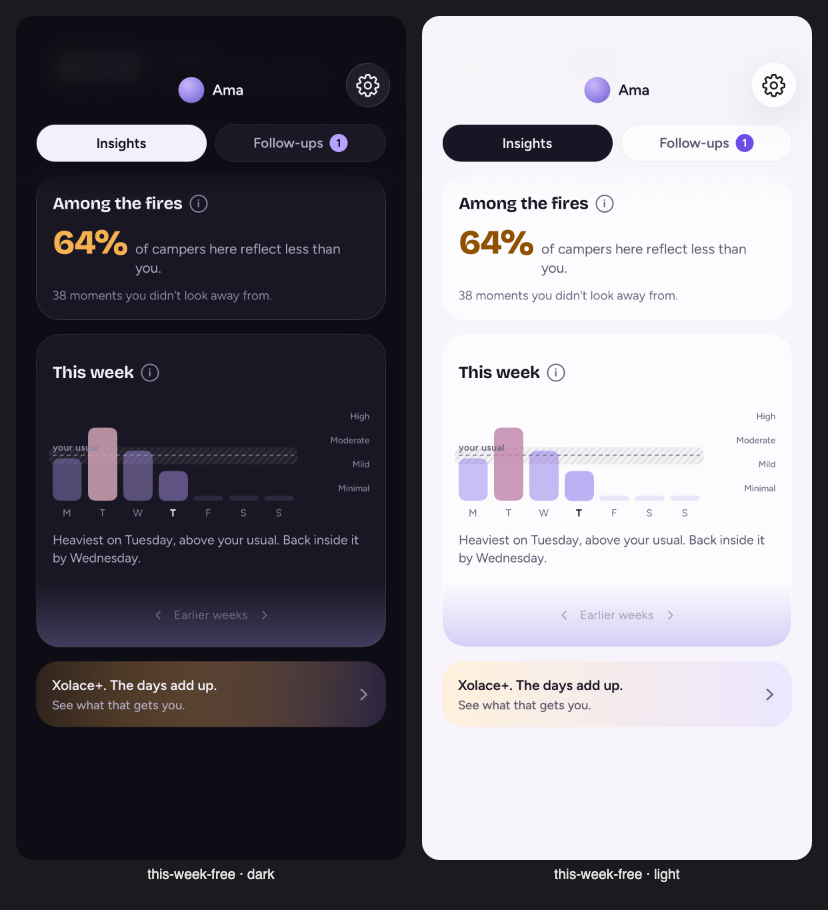 Ama
Insights
Follow-ups 1
Among the fires
64% of campers here reflect less than
you.
38 moments you didn't look away from.
This week
High
Moderate
your usual
Mild
Minimal
M T W T F S S
Heaviest on Tuesday, above your usual. Back inside it
by Wednesday.
Earlier weeks
Xolace+. The days add up.
See what that gets you.
this-week-free · dark
Ama
Insights
Follow-ups 1
Among the fires
64% of campers here reflect less than
you.
38 moments you didn't look away from.
This week
High
Moderate
your usual
Mild
Minimal
M T W T F S S
Heaviest on Tuesday, above your usual. Back inside it
by Wednesday.
Earlier weeks
Xolace+. The days add up.
See what that gets you.
this-week-free · light